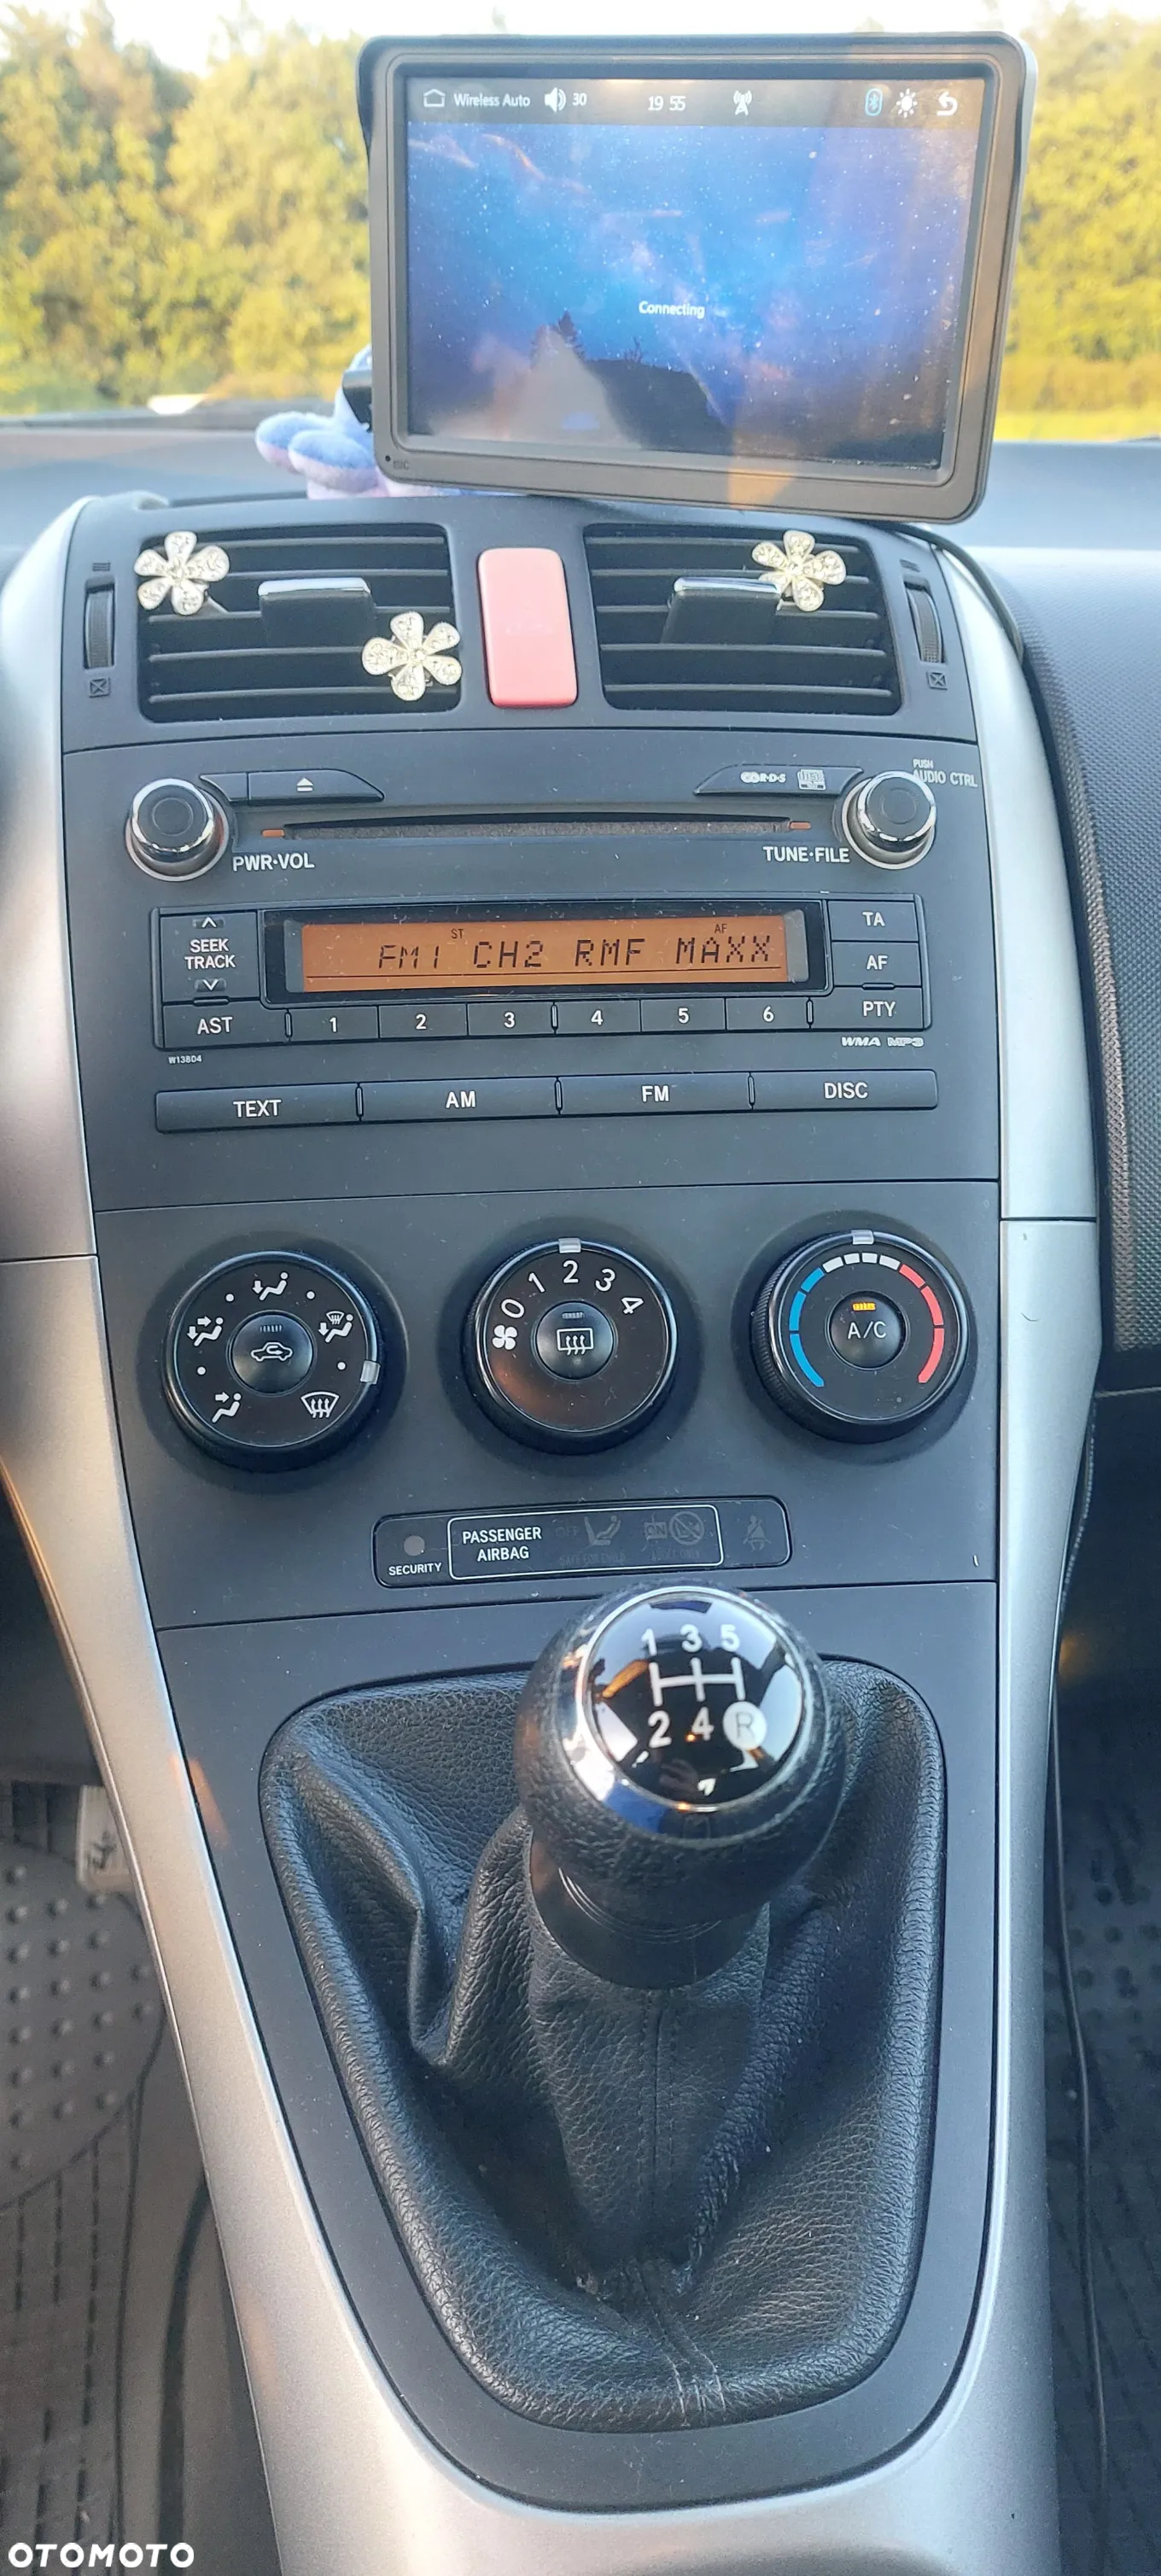 Wireless Auto 30 19 55
Connecting
PUSH
AUDIO CTRL
R·D·S
PWR·VOL
TUNE·FILE
ST AF
FM1 CH2 RMF MAXX
SEEK
TRACK
TA
AF
PTY
AST 1 2 3 4 5 6
W13804
WMA MP3
TEXT AM FM DISC
0 1 2 3 4
A/C
SECURITY
PASSENGER
AIRBAG
OFF
ON
1 3 5
2 4 R
OTOMOTO